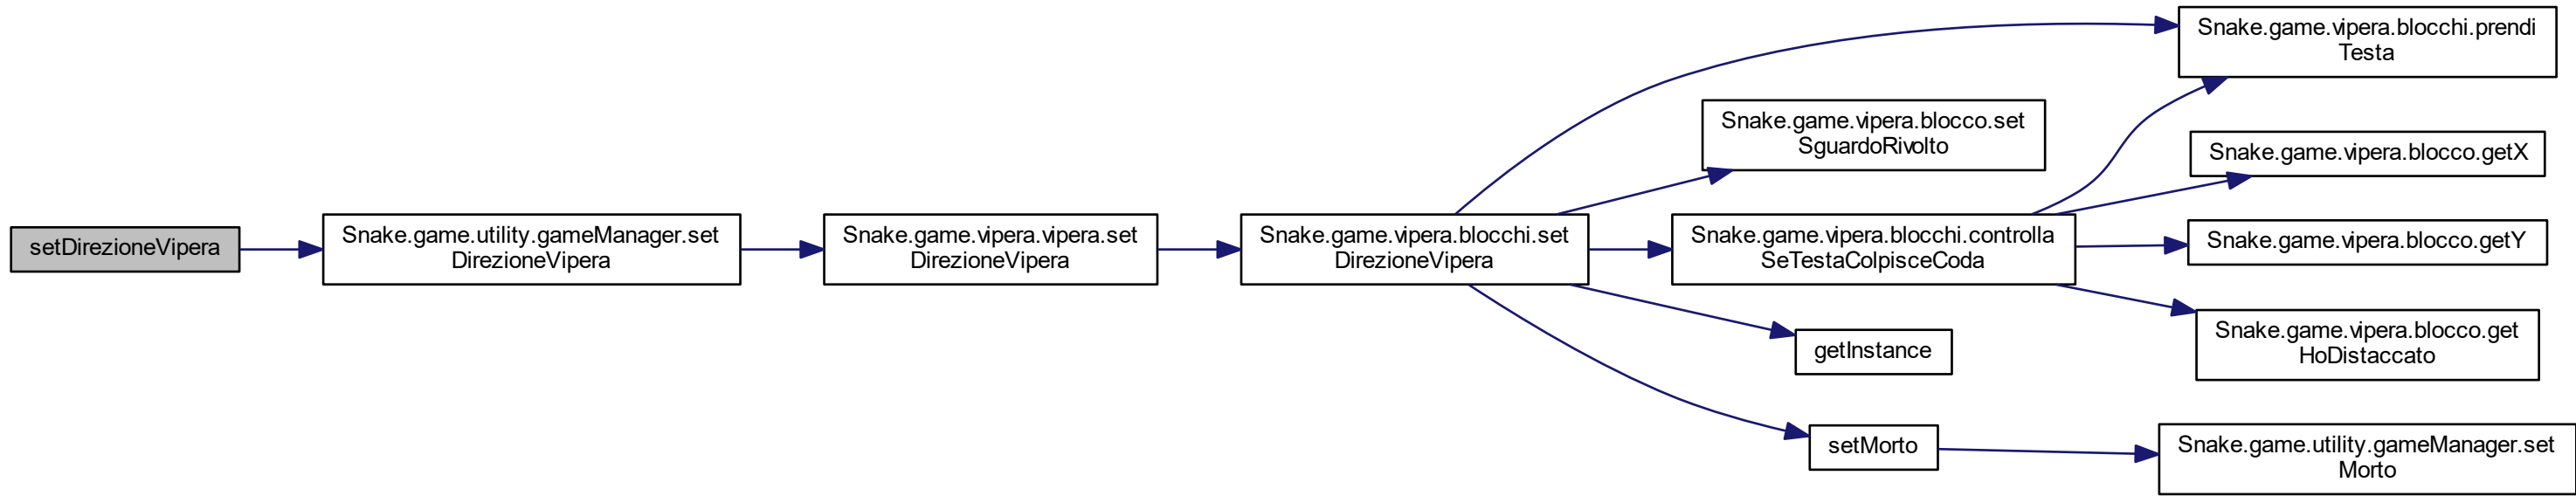 setDirezioneVipera
Snake.game.utility.gameManager.set
DirezioneVipera
Snake.game.vipera.vipera.set
DirezioneVipera
Snake.game.vipera.blocchi.set
DirezioneVipera
Snake.game.vipera.blocchi.prendi
Testa
Snake.game.vipera.blocco.set
SguardoRivolto
Snake.game.vipera.blocchi.controlla
SeTestaColpisceCoda
Snake.game.vipera.blocco.getX
Snake.game.vipera.blocco.getY
Snake.game.vipera.blocco.get
HoDistaccato
getInstance
setMorto
Snake.game.utility.gameManager.set
Morto